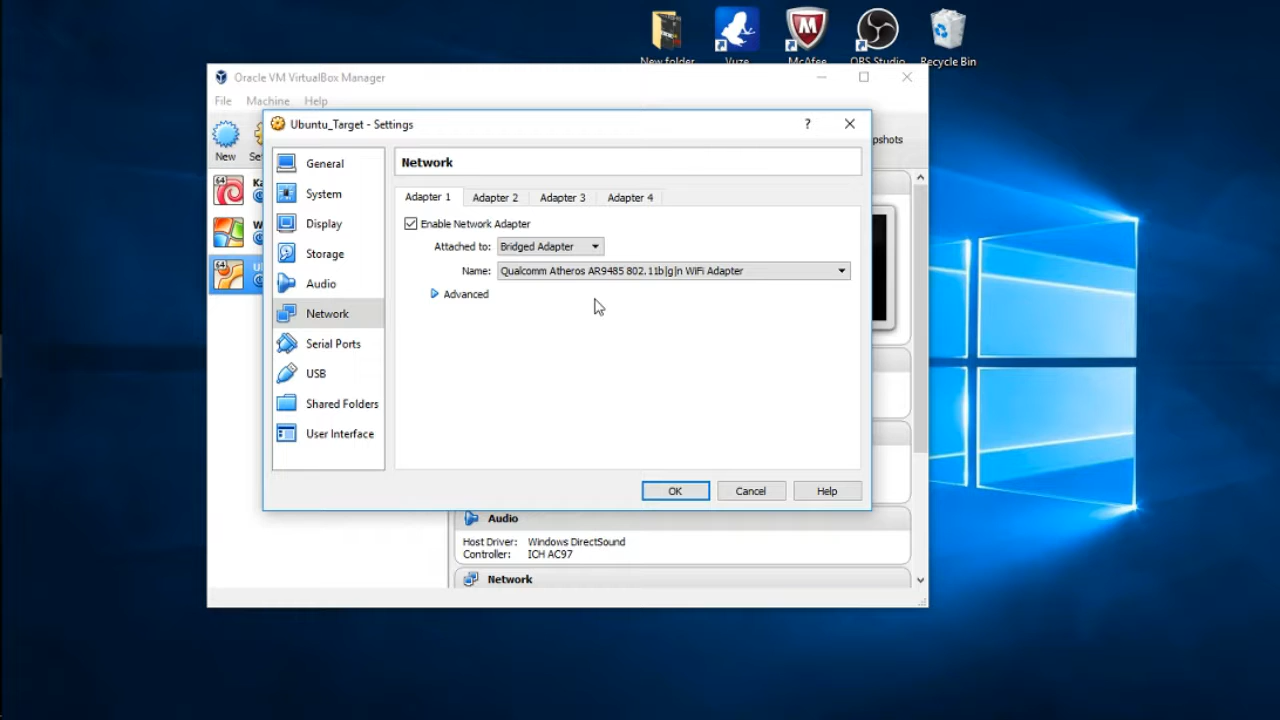 New folder
Vuze
McAfee
OBS Studio
Recycle Bin
Oracle VM VirtualBox Manager
File Machine Help
Ubuntu_Target - Settings
?
New
pshots
General
System
Display
Storage
Audio
Network
Serial Ports
USB
Shared Folders
User Interface
Network
Adapter 1 Adapter 2 Adapter 3 Adapter 4
Enable Network Adapter
Attached to: Bridged Adapter
Name: Qualcomm Atheros AR9485 802.11b|g|n WiFi Adapter
Advanced
OK Cancel Help
64
64
Audio
Host Driver: Windows DirectSound
Controller: ICH AC97
Network